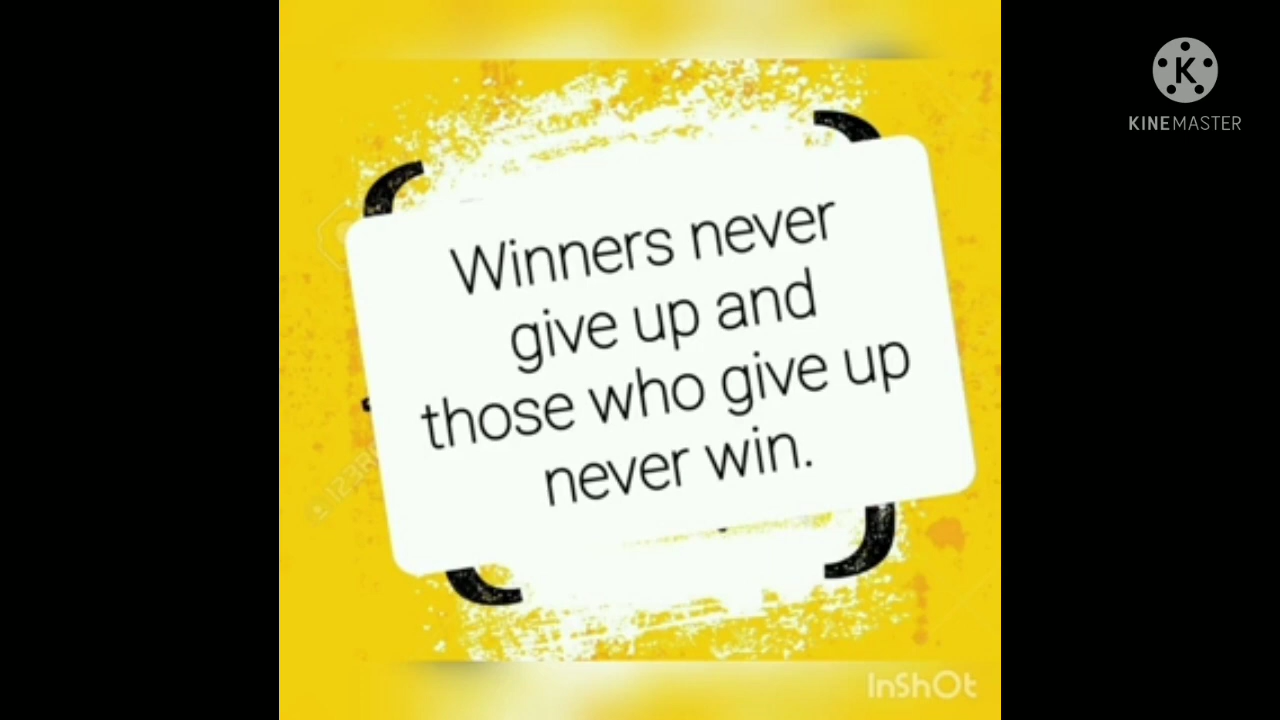 KINEMASTER
Winners never
give up and
those who give up
never win.
InShOt